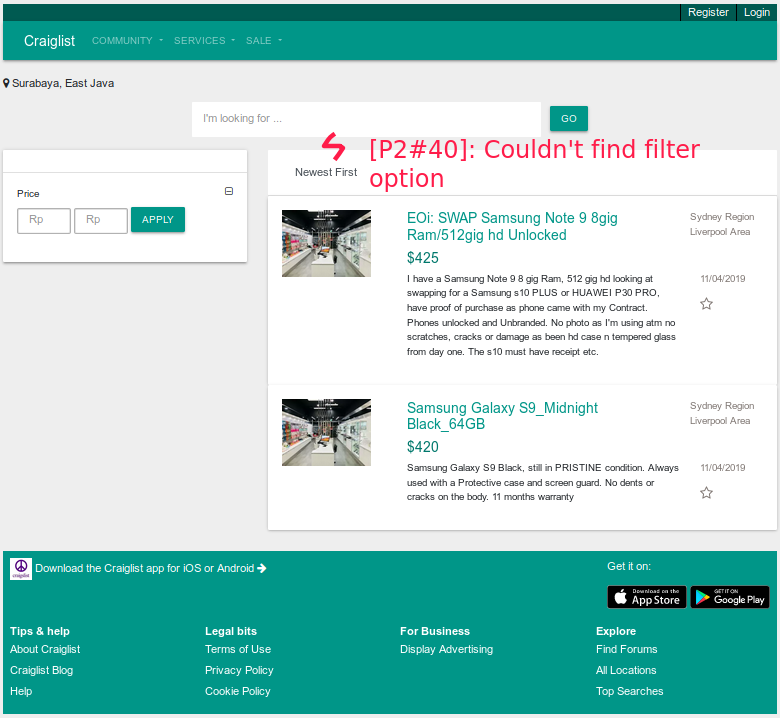 Register Login
Craiglist COMMUNITY SERVICES SALE
Surabaya, East Java
I'm looking for ... GO
[P2#40]: Couldn't find filter
option
Newest First
Price
Rp Rp APPLY
EOi: SWAP Samsung Note 9 8gig
Ram/512gig hd Unlocked
$425
I have a Samsung Note 9 8 gig Ram, 512 gig hd looking at
swapping for a Samsung s10 PLUS or HUAWEI P30 PRO,
have proof of purchase as phone came with my Contract.
Phones unlocked and Unbranded. No photo as I'm using atm no
scratches, cracks or damage as been hd case n tempered glass
from day one. The s10 must have receipt etc.
Sydney Region
Liverpool Area
11/04/2019
Samsung Galaxy S9_Midnight
Black_64GB
$420
Samsung Galaxy S9 Black, still in PRISTINE condition. Always
used with a Protective case and screen guard. No dents or
cracks on the body. 11 months warranty
Sydney Region
Liverpool Area
11/04/2019
craigslist
Download the Craiglist app for iOS or Android
Get it on:
Download on the
App Store
GET IT ON
Google Play
Tips & help
About Craiglist
Craiglist Blog
Help
Legal bits
Terms of Use
Privacy Policy
Cookie Policy
For Business
Display Advertising
Explore
Find Forums
All Locations
Top Searches